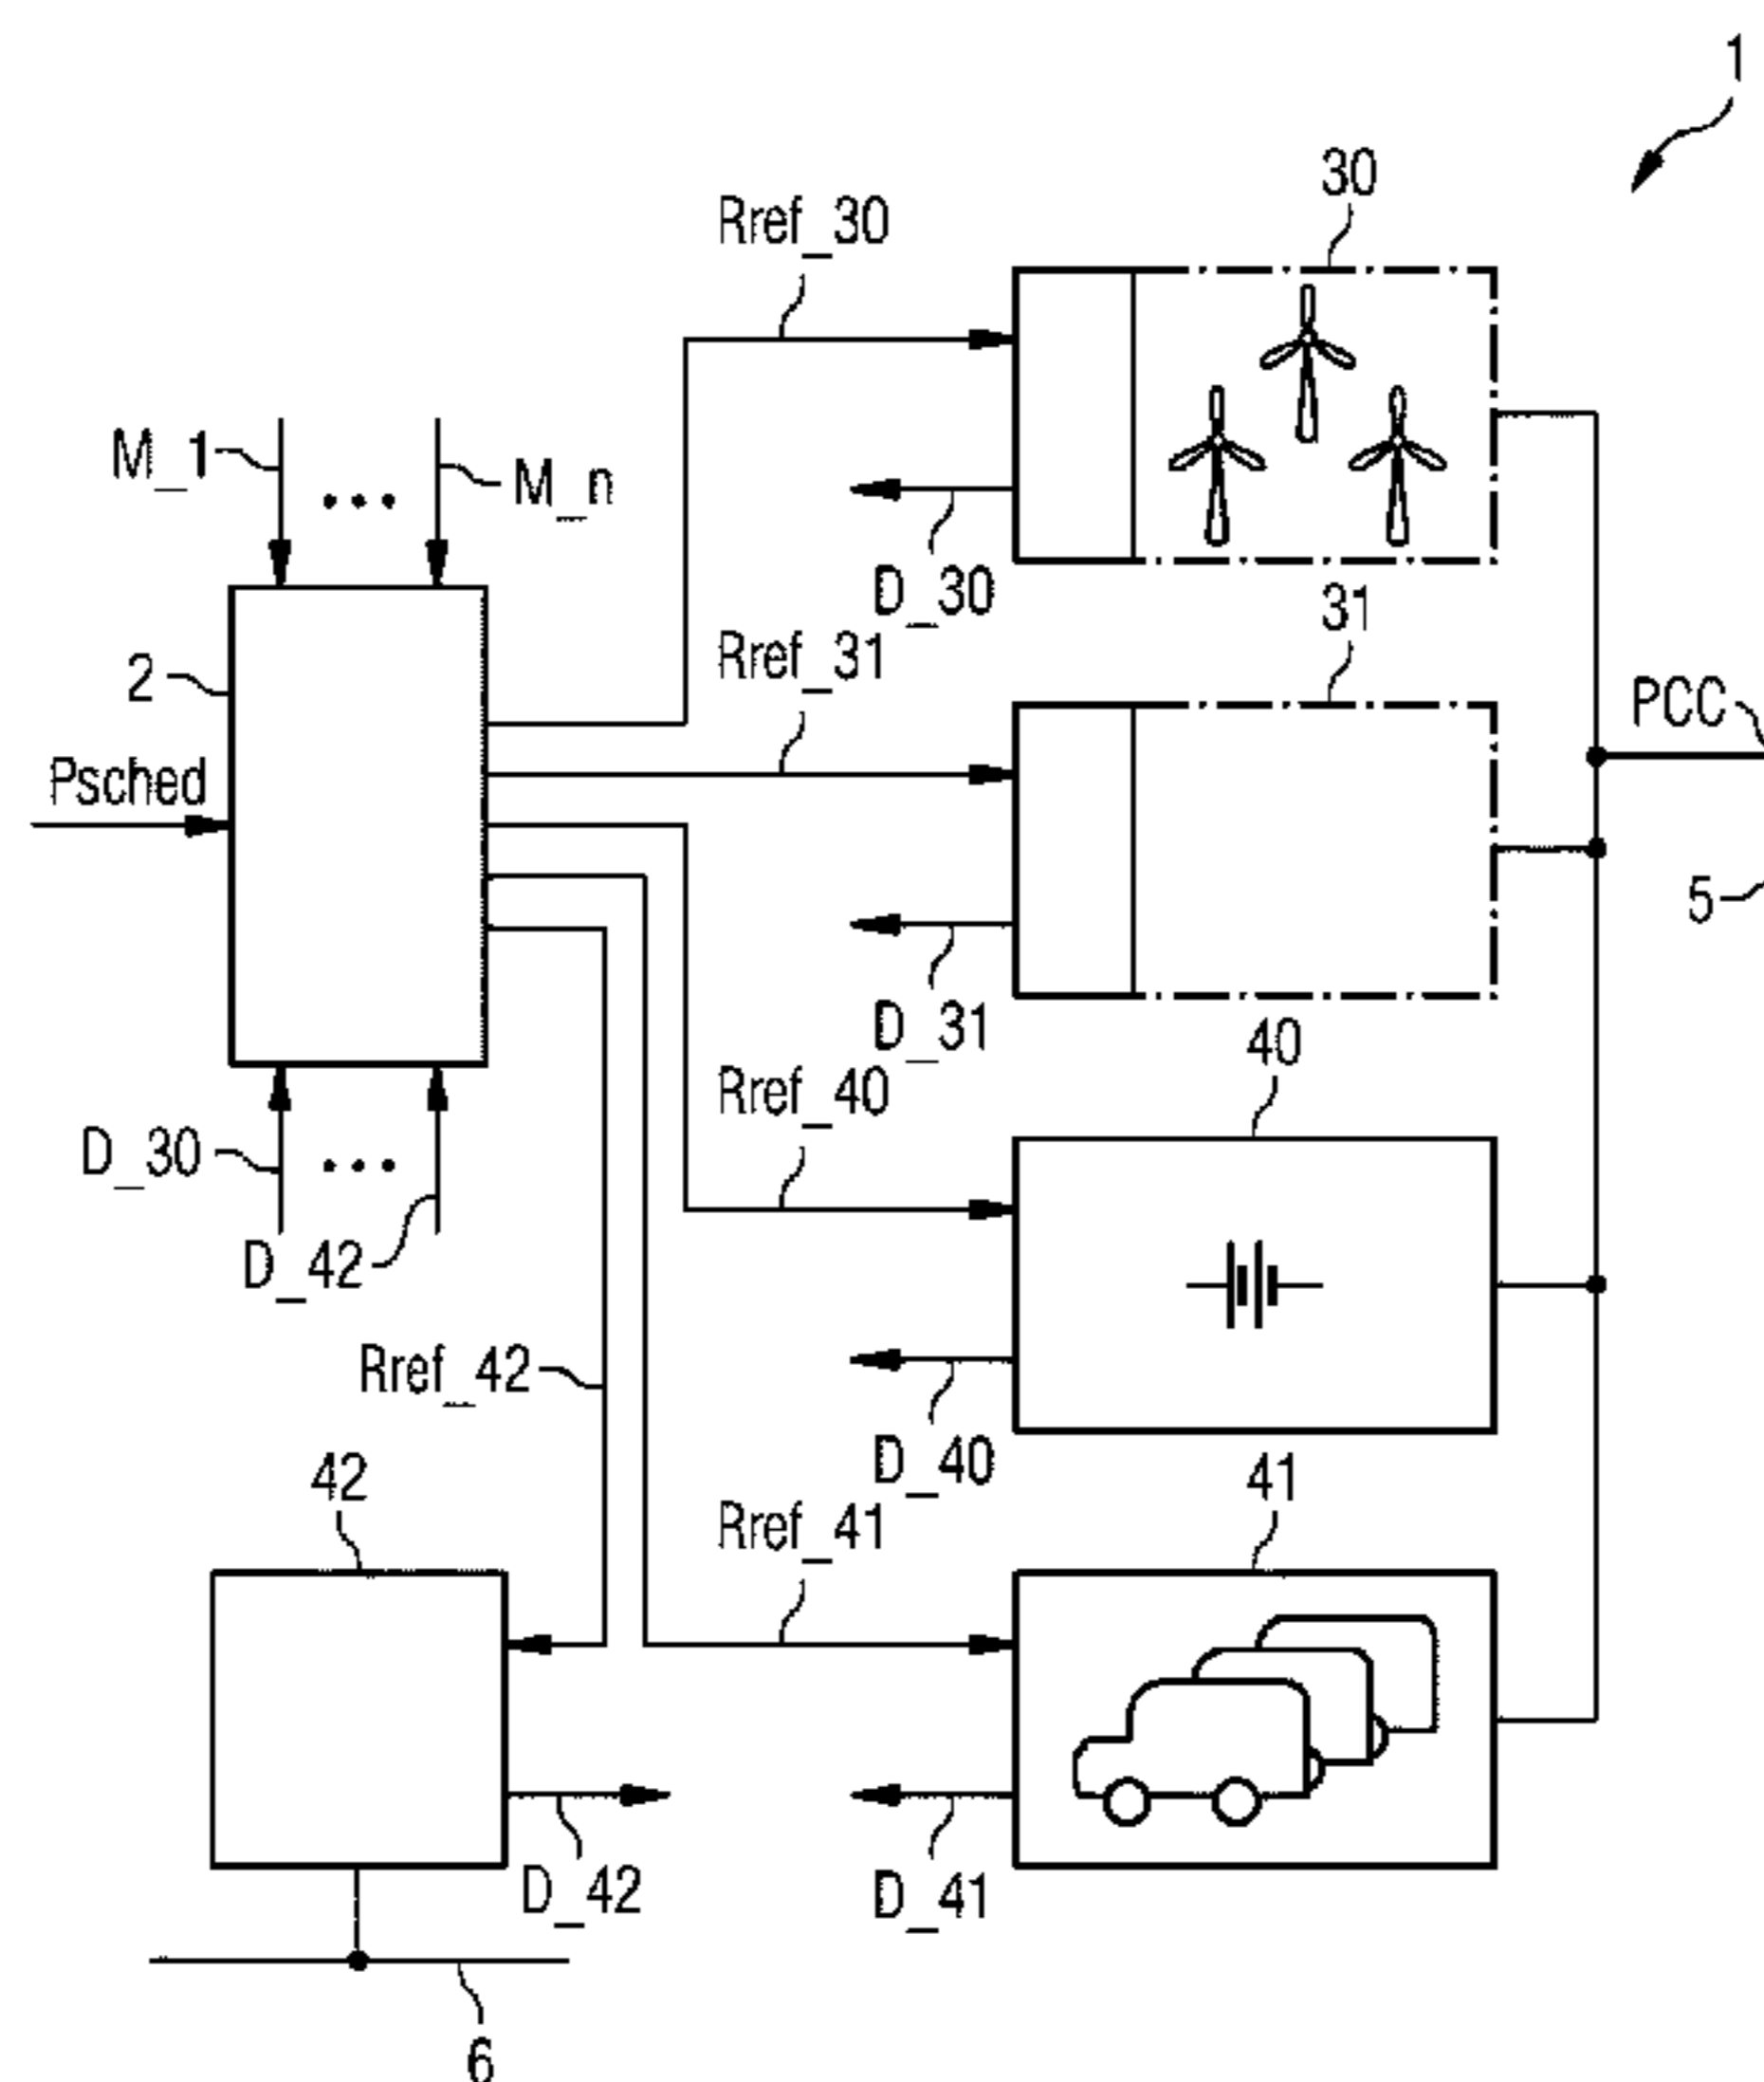 1
30
Rref_30
M_1
M_n
D_30
31
Rref_31
2
PCC
Psched
5
D_31
40
Rref_40
D_30
D_42
Rref_42
D_40
42
41
Rref_41
D_42
D_41
6